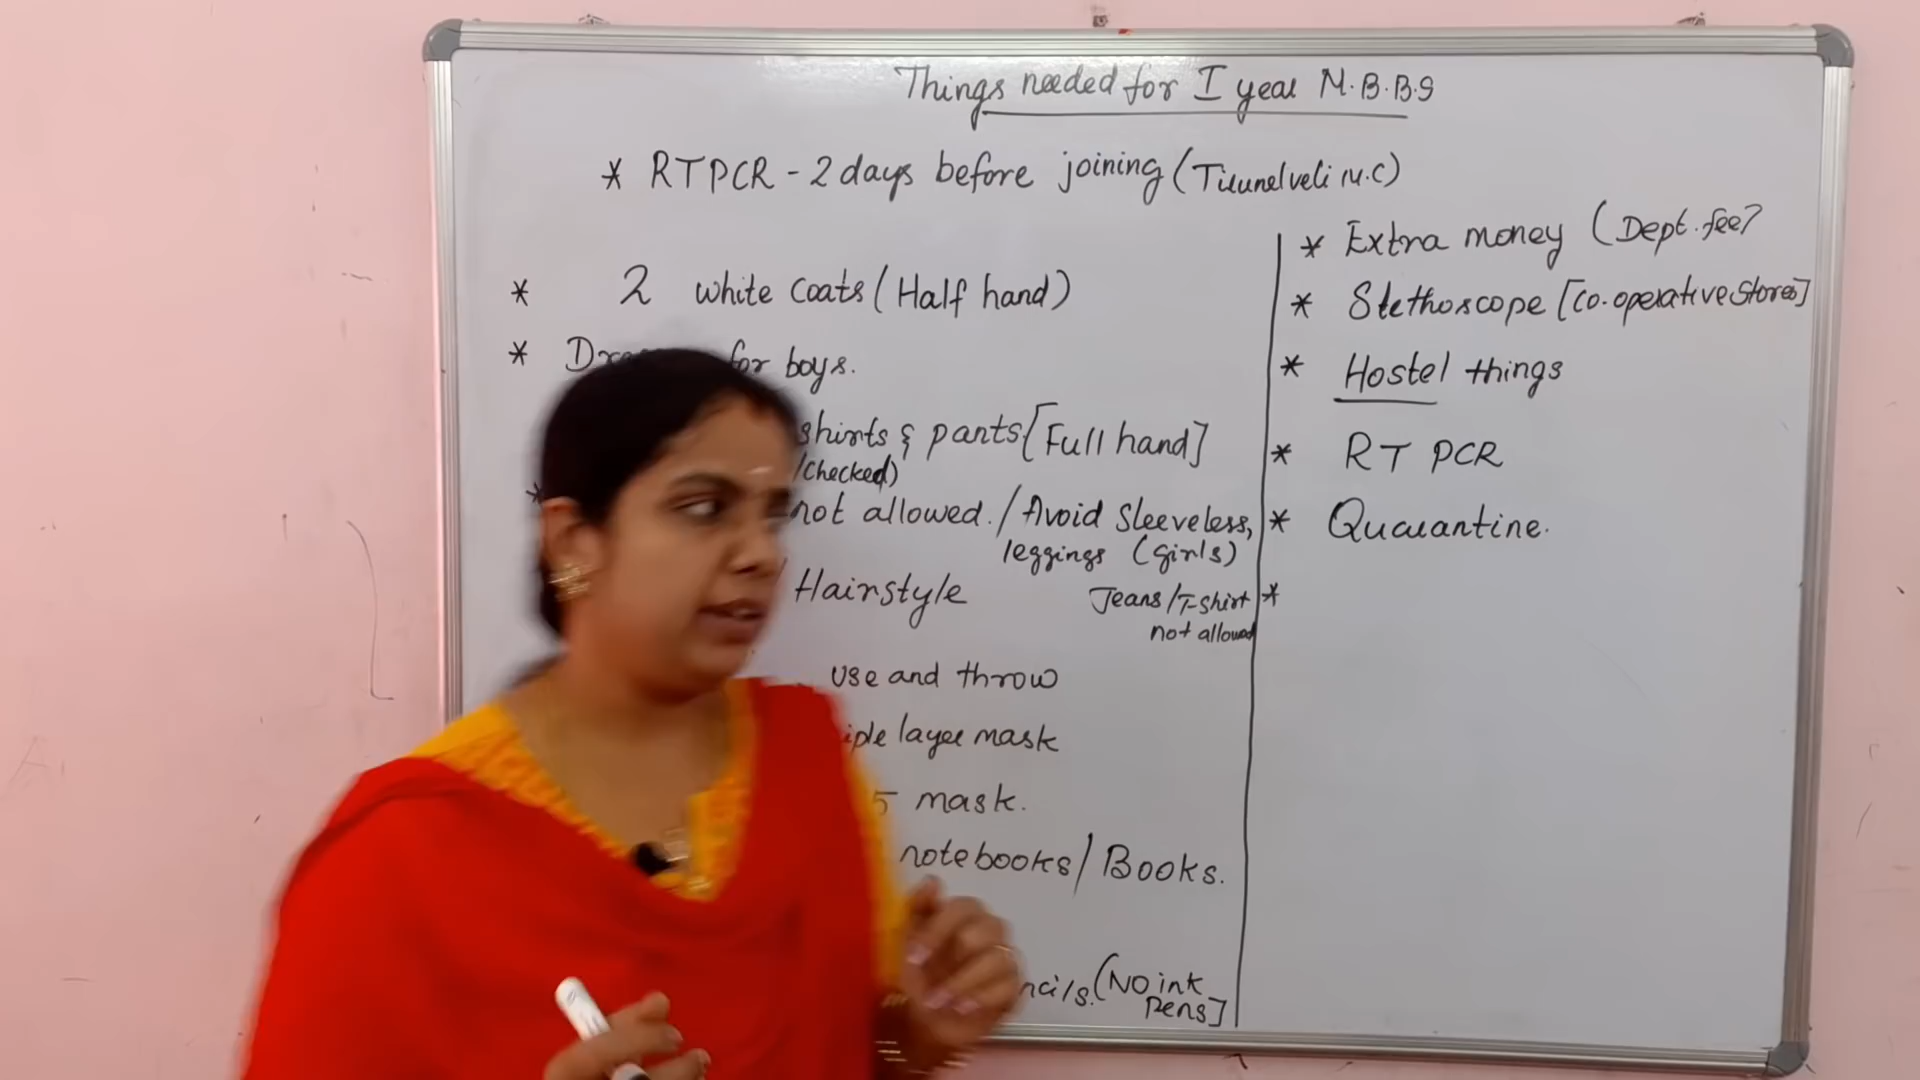 Things needed for I year M.B.B.S
* RTPCR - 2 days before joining (Tirunelveli M.C)
* 2 white coats (Half hand)
* for boys.
shirts & pants [Full hand]
/checked)
not allowed. / Avoid sleeveless,
leggings (girls)
Hairstyle
Jeans/T-shirt
not allowed
use and throw
layer mask
5 mask.
notebooks / Books.
(No ink
pens]
* Extra money (Dept. fee?
* Stethoscope [co.operative stores]
* Hostel things
* RT PCR
* Quarantine.
*